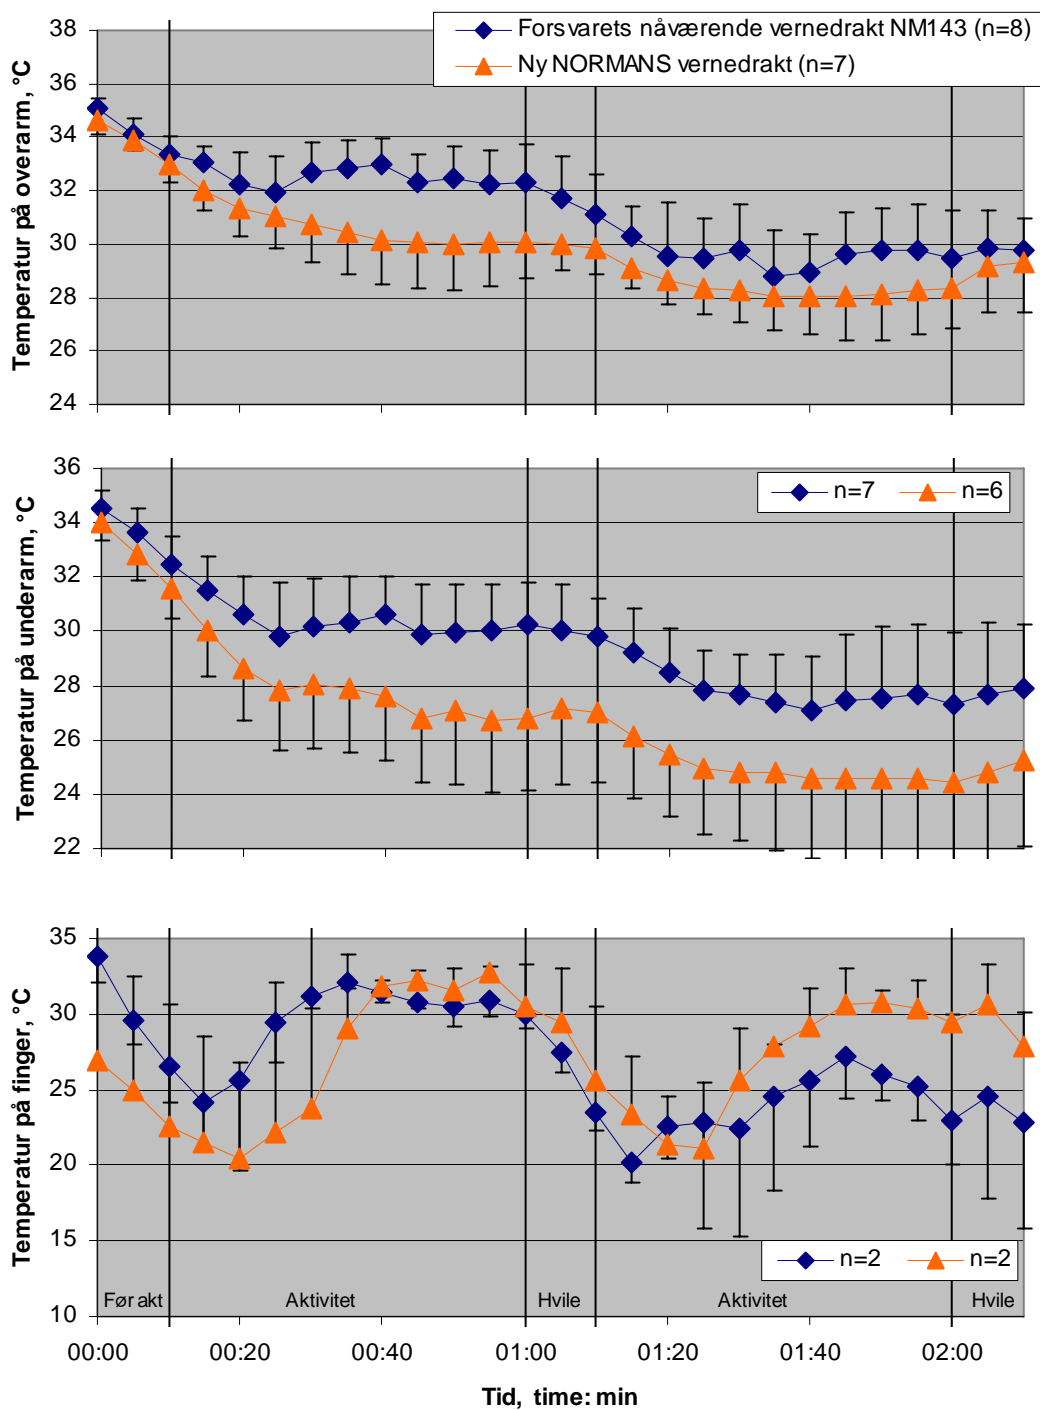 Forsvarets nåværende vernedrakt NM143 (n=8)
Ny NORMANS vernedrakt (n=7)
Temperatur på overarm, °C
38
36
34
32
30
28
26
24
n=7 n=6
Temperatur på underarm, °C
36
34
32
30
28
26
24
22
Temperatur på finger, °C
35
30
25
20
15
10
n=2 n=2
Før akt Aktivitet Hvile Aktivitet Hvile
00:00 00:20 00:40 01:00 01:20 01:40 02:00
Tid, time: min